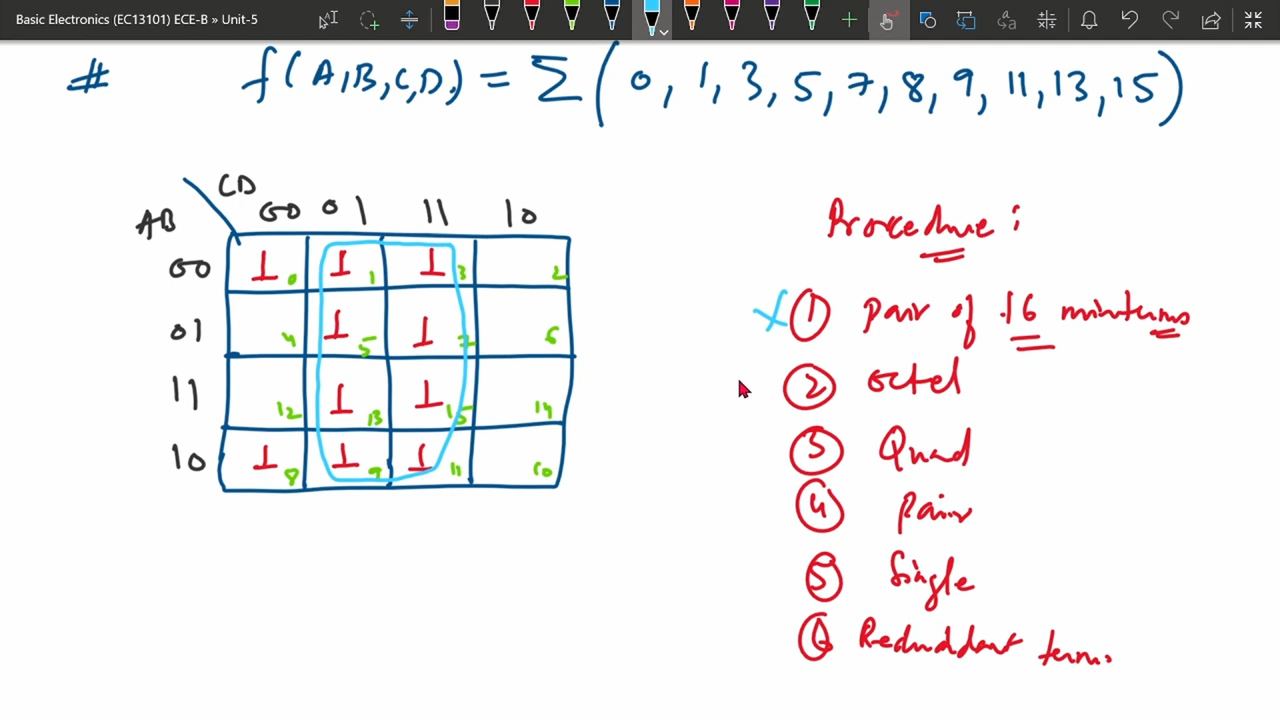 Basic Electronics (EC13101) ECE-B » Unit-5
# f(A,B,C,D,) = Σ(0,1,3,5,7,8,9,11,13,15)
CD
AB 00 01 11 10
00 1 0 1 1 1 3 2
01 4 1 5 1 7 6
11 12 1 13 1 15 14
10 1 8 1 9 1 11 10
Procedure:
X ① pair of 16 minterms
② octel
③ Quad
④ Pair
⑤ Single
⑥ Reduddant term.